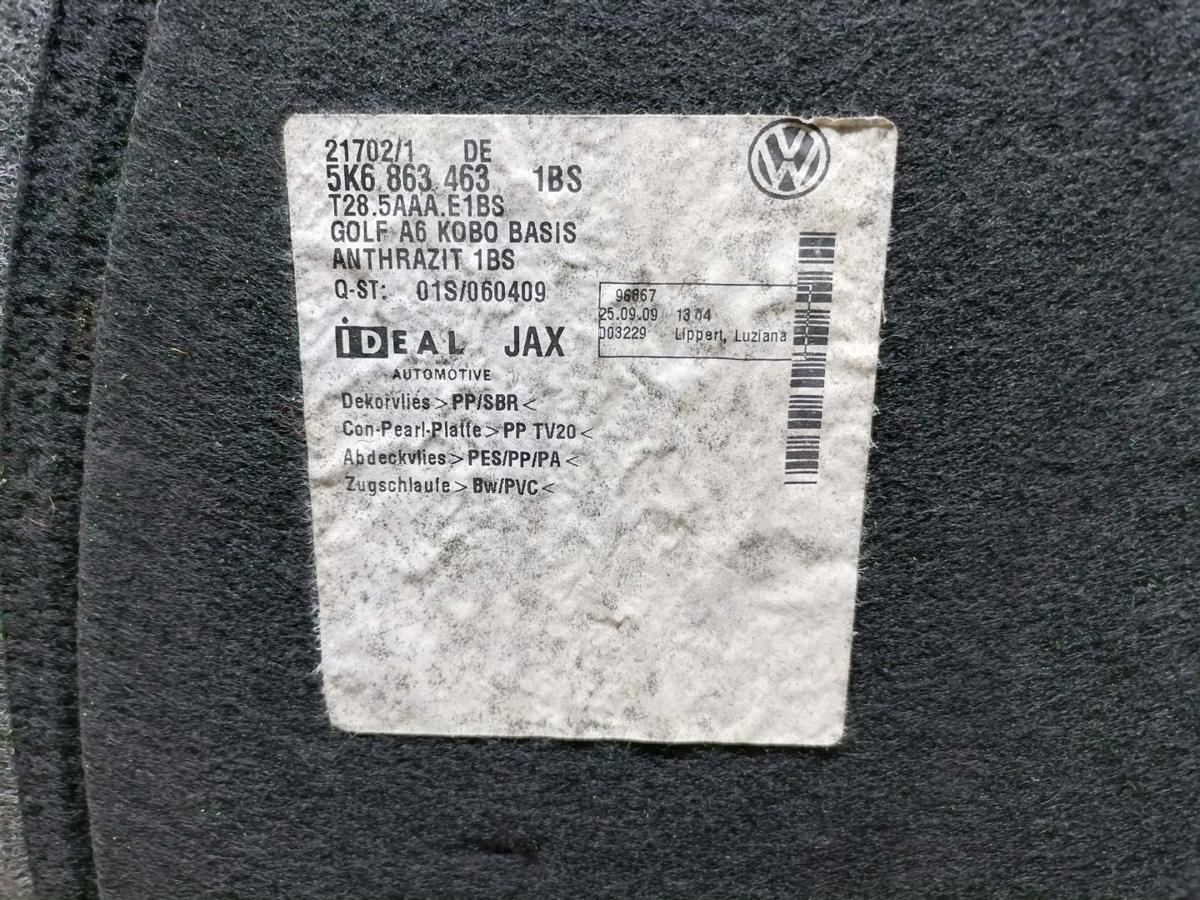 21702/1 DE
5K6 863 463 1BS
T28.5AAA.E1BS
GOLF A6 KOBO BASIS
ANTHRAZIT 1BS
Q-ST: 01S/060409
96867
25.09.09 13:04
003229 Lippert, Luziana
iDEAL JAX
AUTOMOTIVE
Dekorvlies >PP/SBR<
Con-Pearl-Platte >PP TV20<
Abdeckvlies >PES/PP/PA<
Zugschlaufe >Bw/PVC<
VW